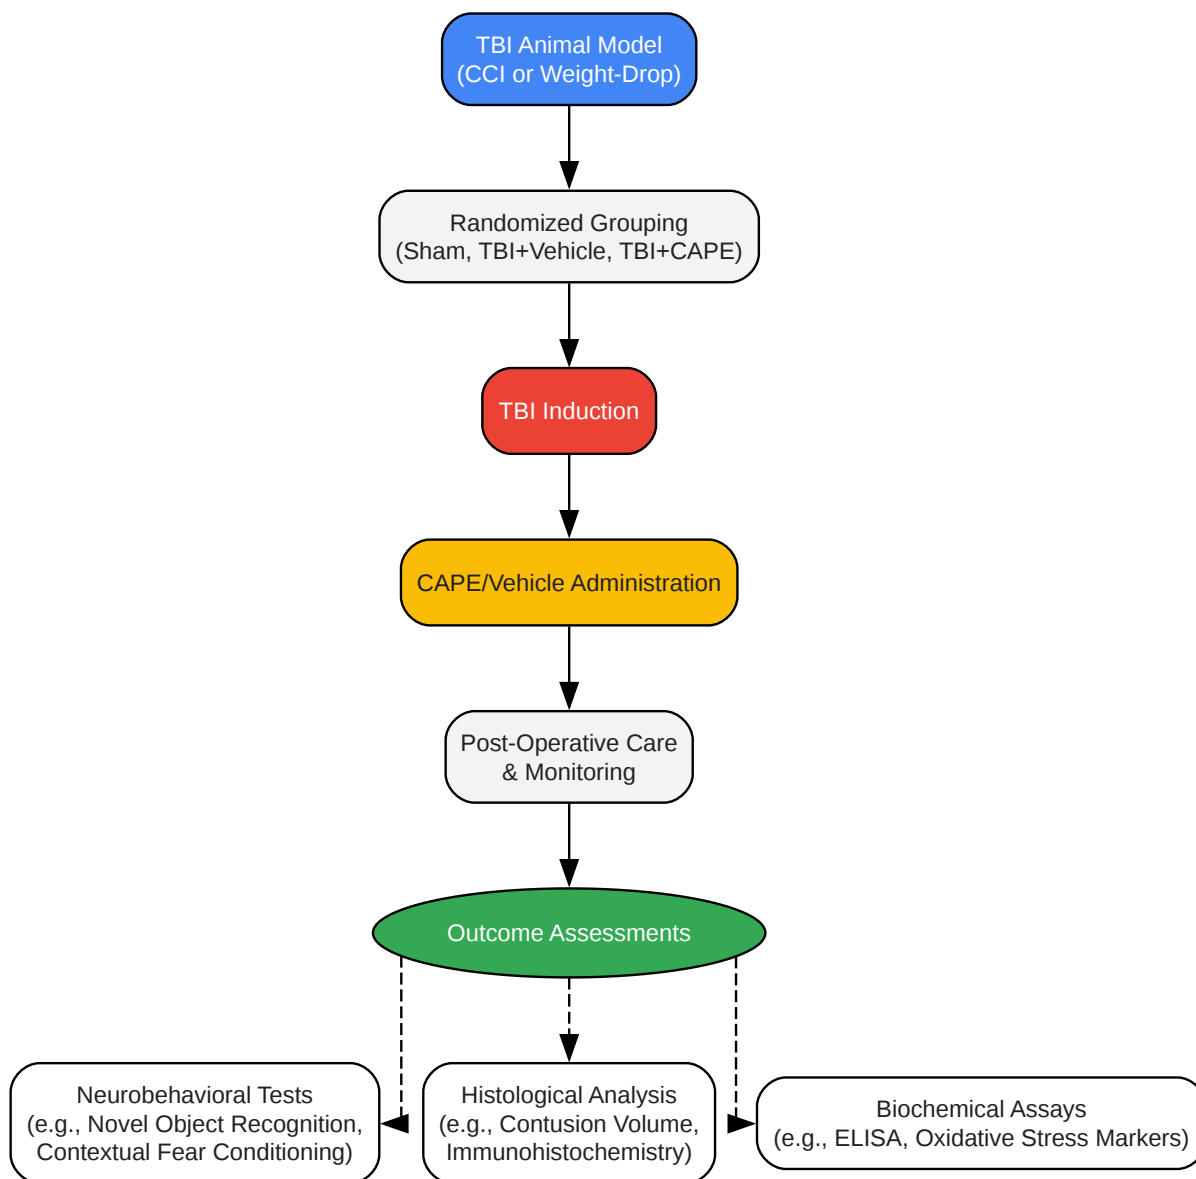 TBI Animal Model
(CCI or Weight-Drop)
Randomized Grouping
(Sham, TBI+Vehicle, TBI+CAPE)
TBI Induction
CAPE/Vehicle Administration
Post-Operative Care
& Monitoring
Outcome Assessments
Neurobehavioral Tests
(e.g., Novel Object Recognition,
Contextual Fear Conditioning)
Histological Analysis
(e.g., Contusion Volume,
Immunohistochemistry)
Biochemical Assays
(e.g., ELISA, Oxidative Stress Markers)